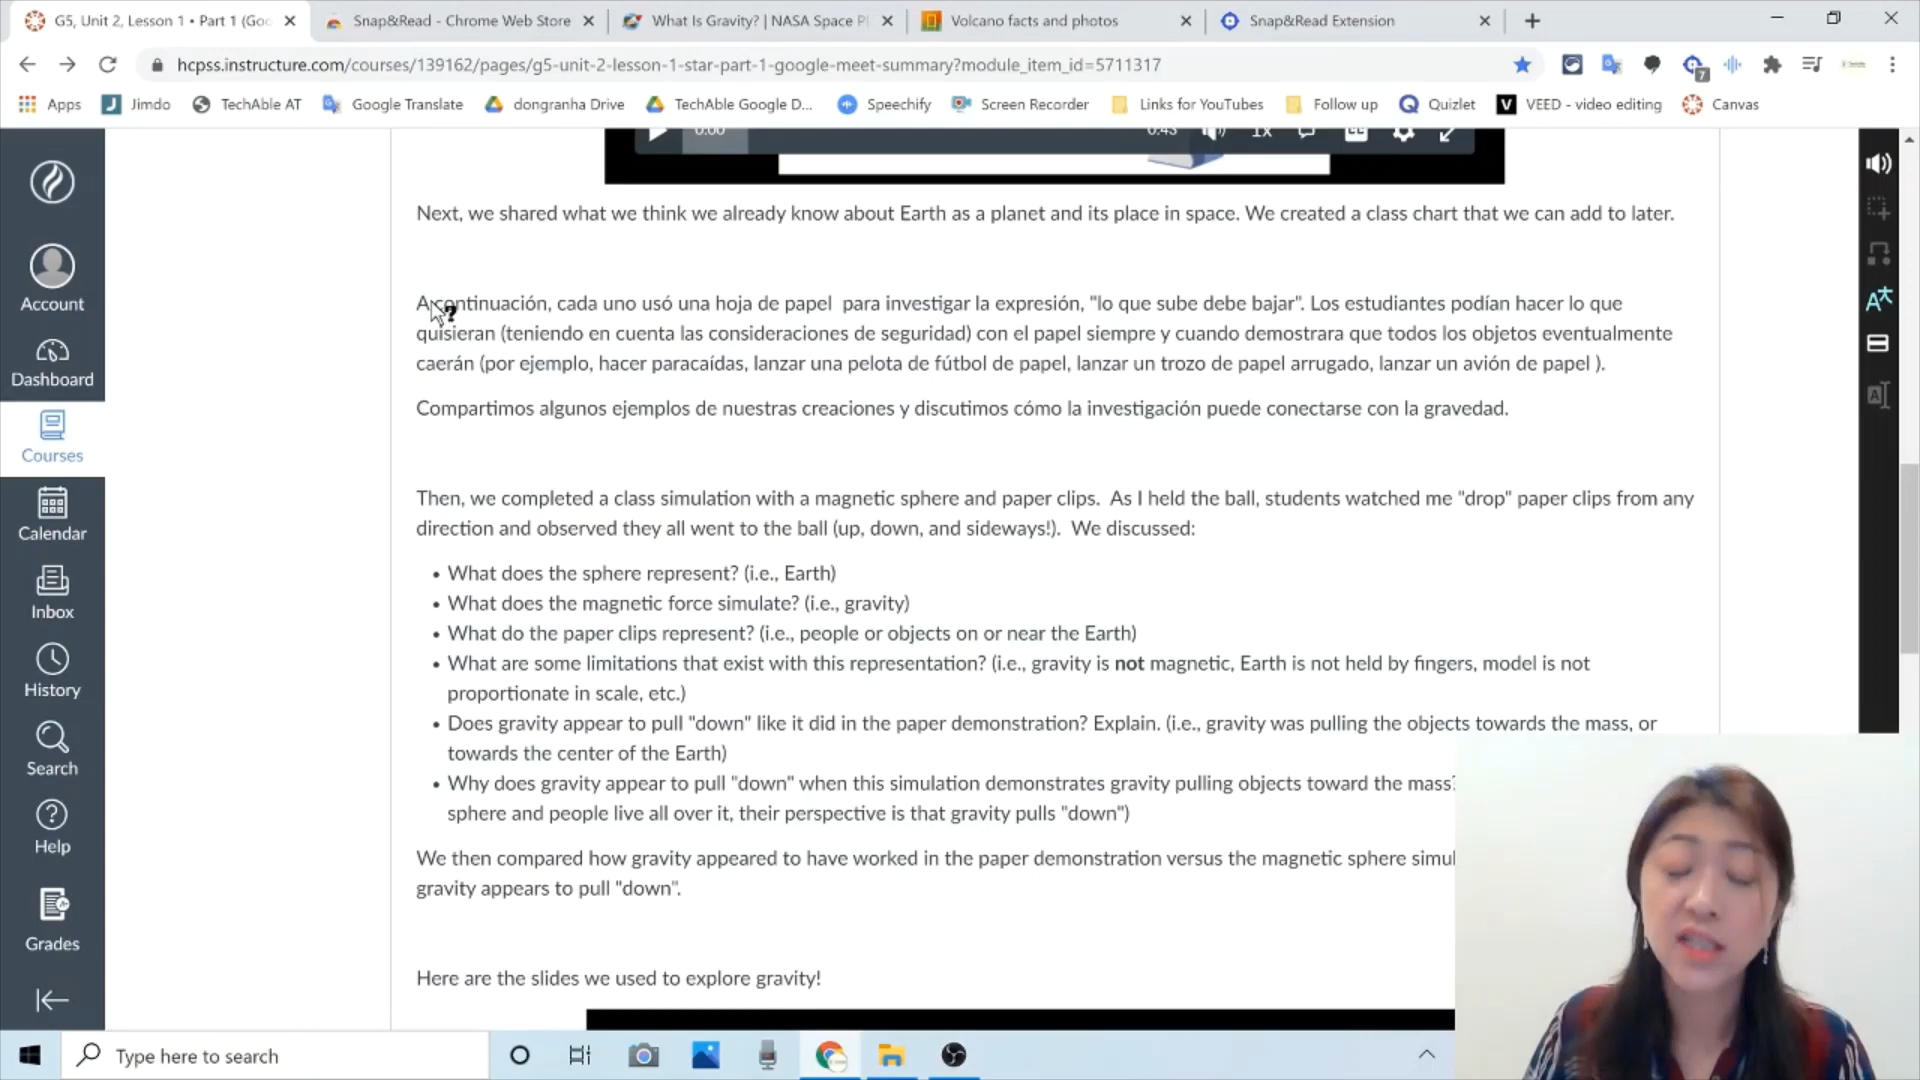 G5, Unit 2, Lesson 1 • Part 1 (Goo
Snap&Read - Chrome Web Store
What Is Gravity? | NASA Space Pl
Volcano facts and photos
Snap&Read Extension
hcpss.instructure.com/courses/139162/pages/g5-unit-2-lesson-1-star-part-1-google-meet-summary?module_item_id=5711317
7
Apps
Jimdo
TechAble AT
Google Translate
dongranha Drive
TechAble Google D...
Speechify
Screen Recorder
Links for YouTubes
Follow up
Quizlet
VEED - video editing
Canvas
0:00
0:43
1x
CC
Next, we shared what we think we already know about Earth as a planet and its place in space. We created a class chart that we can add to later.
A continuación, cada uno usó una hoja de papel para investigar la expresión, "lo que sube debe bajar". Los estudiantes podían hacer lo que
quisieran (teniendo en cuenta las consideraciones de seguridad) con el papel siempre y cuando demostrara que todos los objetos eventualmente
caerán (por ejemplo, hacer paracaídas, lanzar una pelota de fútbol de papel, lanzar un trozo de papel arrugado, lanzar un avión de papel ).
Compartimos algunos ejemplos de nuestras creaciones y discutimos cómo la investigación puede conectarse con la gravedad.
Then, we completed a class simulation with a magnetic sphere and paper clips. As I held the ball, students watched me "drop" paper clips from any
direction and observed they all went to the ball (up, down, and sideways!). We discussed:
• What does the sphere represent? (i.e., Earth)
• What does the magnetic force simulate? (i.e., gravity)
• What do the paper clips represent? (i.e., people or objects on or near the Earth)
• What are some limitations that exist with this representation? (i.e., gravity is not magnetic, Earth is not held by fingers, model is not
proportionate in scale, etc.)
• Does gravity appear to pull "down" like it did in the paper demonstration? Explain. (i.e., gravity was pulling the objects towards the mass, or
towards the center of the Earth)
• Why does gravity appear to pull "down" when this simulation demonstrates gravity pulling objects toward the mass?
sphere and people live all over it, their perspective is that gravity pulls "down")
We then compared how gravity appeared to have worked in the paper demonstration versus the magnetic sphere simul
gravity appears to pull "down".
Here are the slides we used to explore gravity!
Account
Dashboard
Courses
Calendar
Inbox
History
Search
Help
Grades
Type here to search